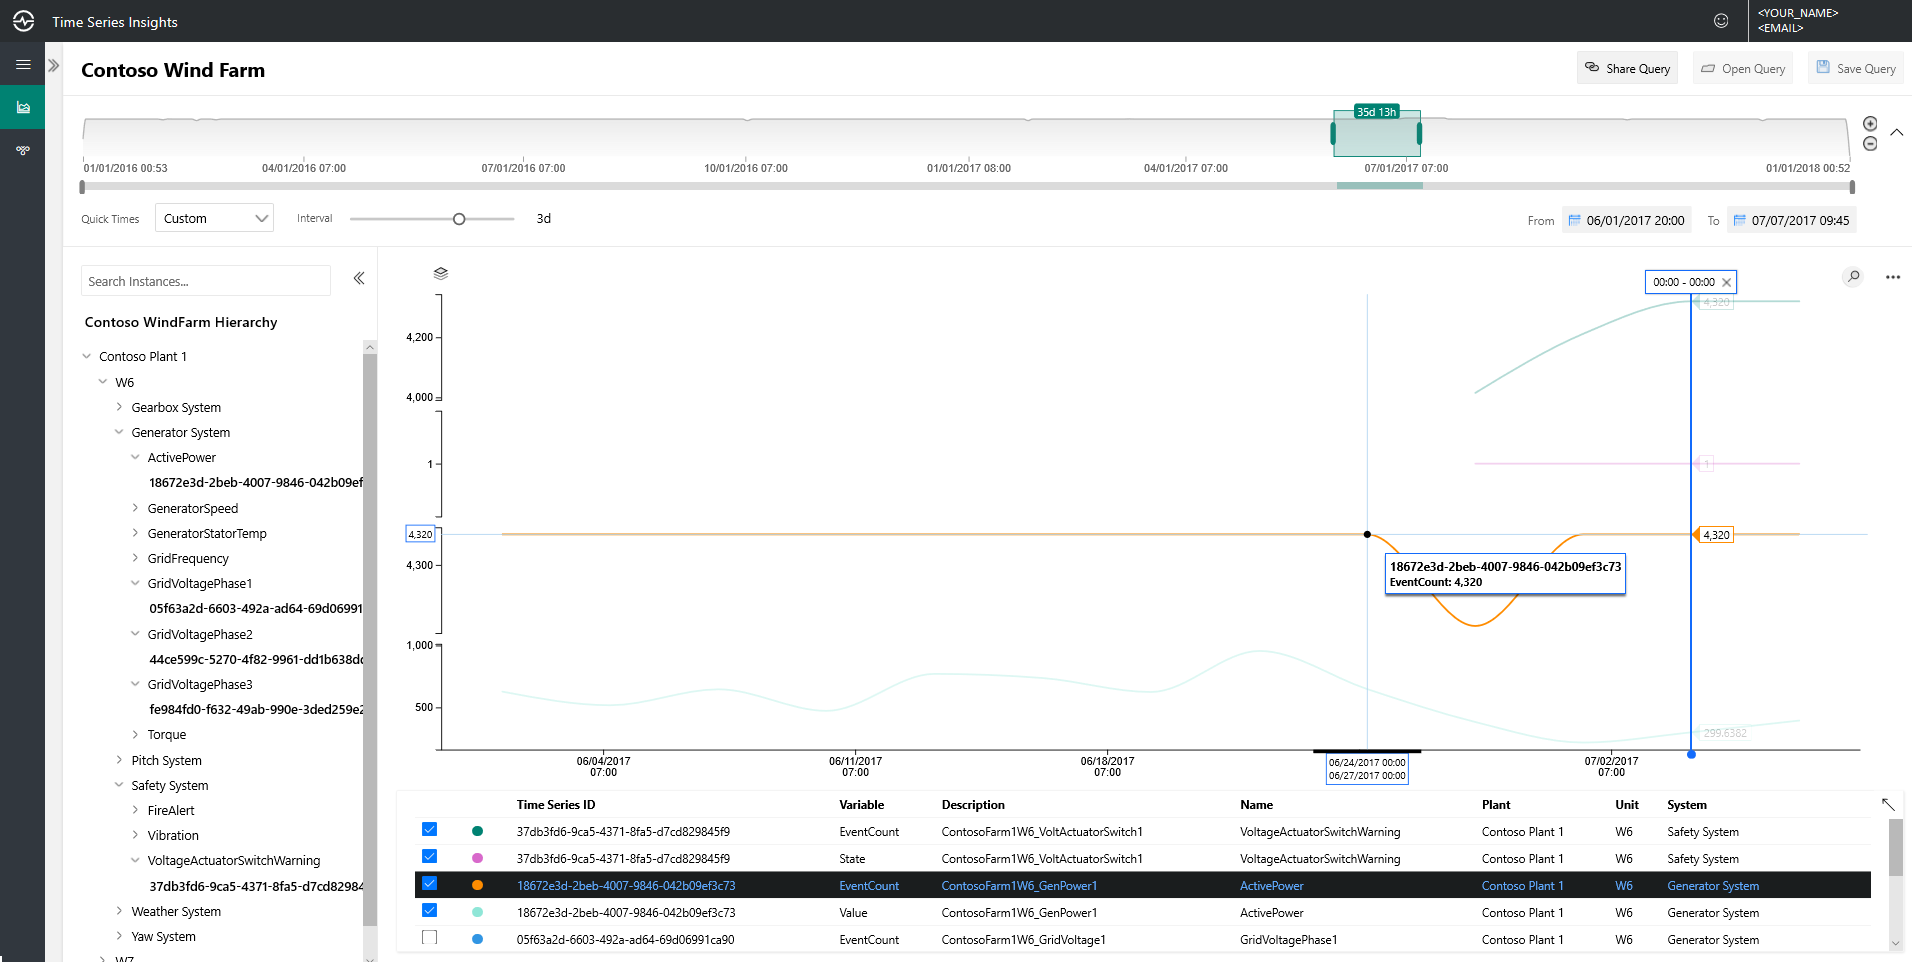 Time Series Insights
<YOUR_NAME>
<EMAIL>
Contoso Wind Farm
Share Query
Open Query
Save Query
35d 13h
01/01/2016 00:53
04/01/2016 07:00
07/01/2016 07:00
10/01/2016 07:00
01/01/2017 08:00
04/01/2017 07:00
07/01/2017 07:00
01/01/2018 00:52
Quick Times
Custom
Interval
3d
From
06/01/2017 20:00
To
07/07/2017 09:45
Search Instances...
Contoso WindFarm Hierarchy
Contoso Plant 1
W6
Gearbox System
Generator System
ActivePower
18672e3d-2beb-4007-9846-042b09ef
GeneratorSpeed
GeneratorStatorTemp
GridFrequency
GridVoltagePhase1
05f63a2d-6603-492a-ad64-69d06991
GridVoltagePhase2
44ce599c-5270-4f82-9961-dd1b638dc
GridVoltagePhase3
fe984fd0-f632-49ab-990e-3ded259e2
Torque
Pitch System
Safety System
FireAlert
Vibration
VoltageActuatorSwitchWarning
37db3fd6-9ca5-4371-8fa5-d7cd82984
Weather System
Yaw System
W7
00:00 - 00:00
4,320
4,200
4,000
1
1
4,320
4,320
4,300
18672e3d-2beb-4007-9846-042b09ef3c73
EventCount: 4,320
1,000
500
299.6382
06/04/2017
07:00
06/11/2017
07:00
06/18/2017
07:00
06/24/2017 00:00
06/27/2017 00:00
07/02/2017
07:00
Time Series ID Variable Description Name Plant Unit System
37db3fd6-9ca5-4371-8fa5-d7cd829845f9 EventCount ContosoFarm1W6_VoltActuatorSwitch1 VoltageActuatorSwitchWarning Contoso Plant 1 W6 Safety System
37db3fd6-9ca5-4371-8fa5-d7cd829845f9 State ContosoFarm1W6_VoltActuatorSwitch1 VoltageActuatorSwitchWarning Contoso Plant 1 W6 Safety System
18672e3d-2beb-4007-9846-042b09ef3c73 EventCount ContosoFarm1W6_GenPower1 ActivePower Contoso Plant 1 W6 Generator System
18672e3d-2beb-4007-9846-042b09ef3c73 Value ContosoFarm1W6_GenPower1 ActivePower Contoso Plant 1 W6 Generator System
05f63a2d-6603-492a-ad64-69d06991ca90 EventCount ContosoFarm1W6_GridVoltage1 GridVoltagePhase1 Contoso Plant 1 W6 Generator System